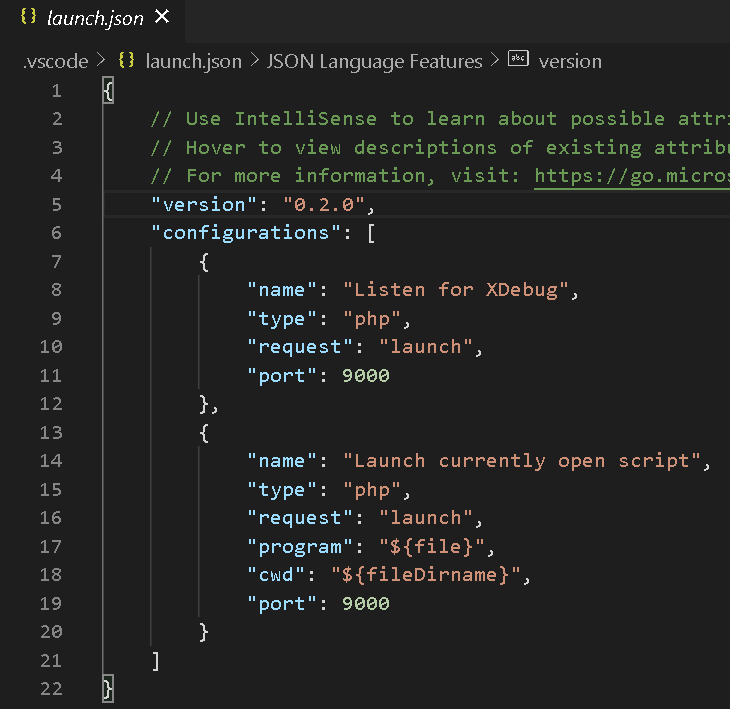 {} launch.json ×
.vscode > {} launch.json > JSON Language Features > abc version
1 {
2 // Use IntelliSense to learn about possible
3 // Hover to view descriptions of existing
4 // For more information, visit: https://go.micros
5 "version": "0.2.0",
6 "configurations": [
7 {
8 "name": "Listen for XDebug",
9 "type": "php",
10 "request": "launch",
11 "port": 9000
12 },
13 {
14 "name": "Launch currently open script",
15 "type": "php",
16 "request": "launch",
17 "program": "${file}",
18 "cwd": "${fileDirname}",
19 "port": 9000
20 }
21 ]
22 }